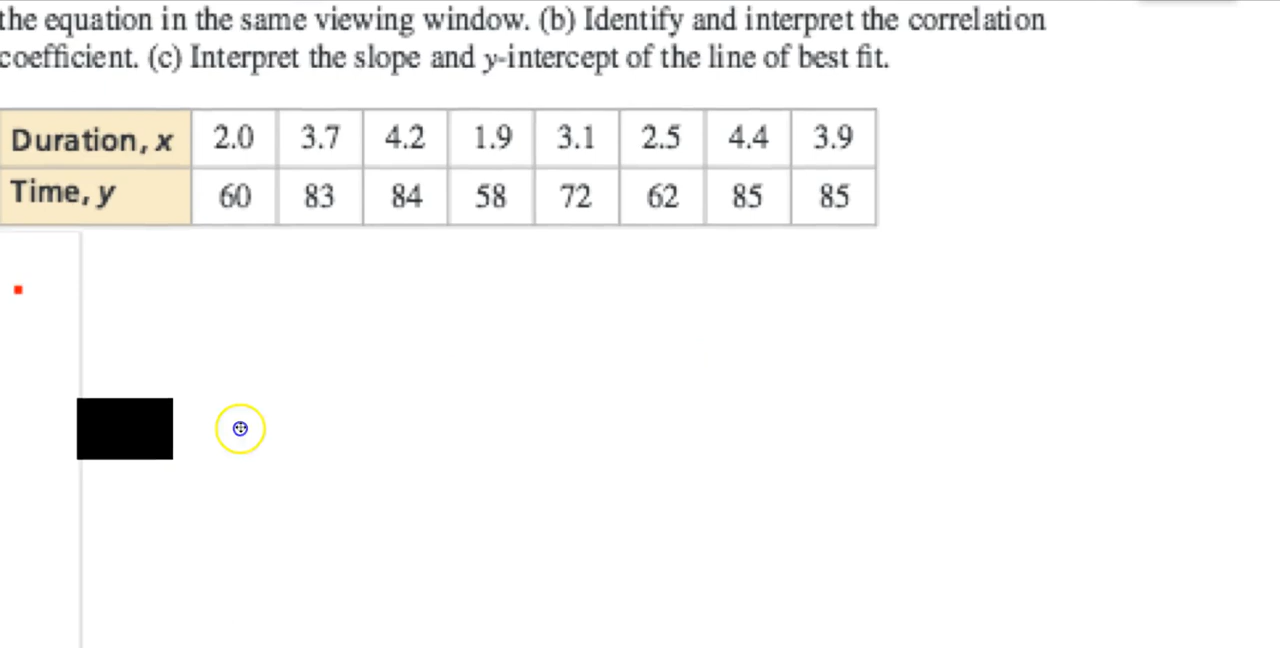 the equation in the same viewing window. (b) Identify and interpret the correlation
coefficient. (c) Interpret the slope and y-intercept of the line of best fit.
Duration, x 2.0 3.7 4.2 1.9 3.1 2.5 4.4 3.9
Time, y 60 83 84 58 72 62 85 85